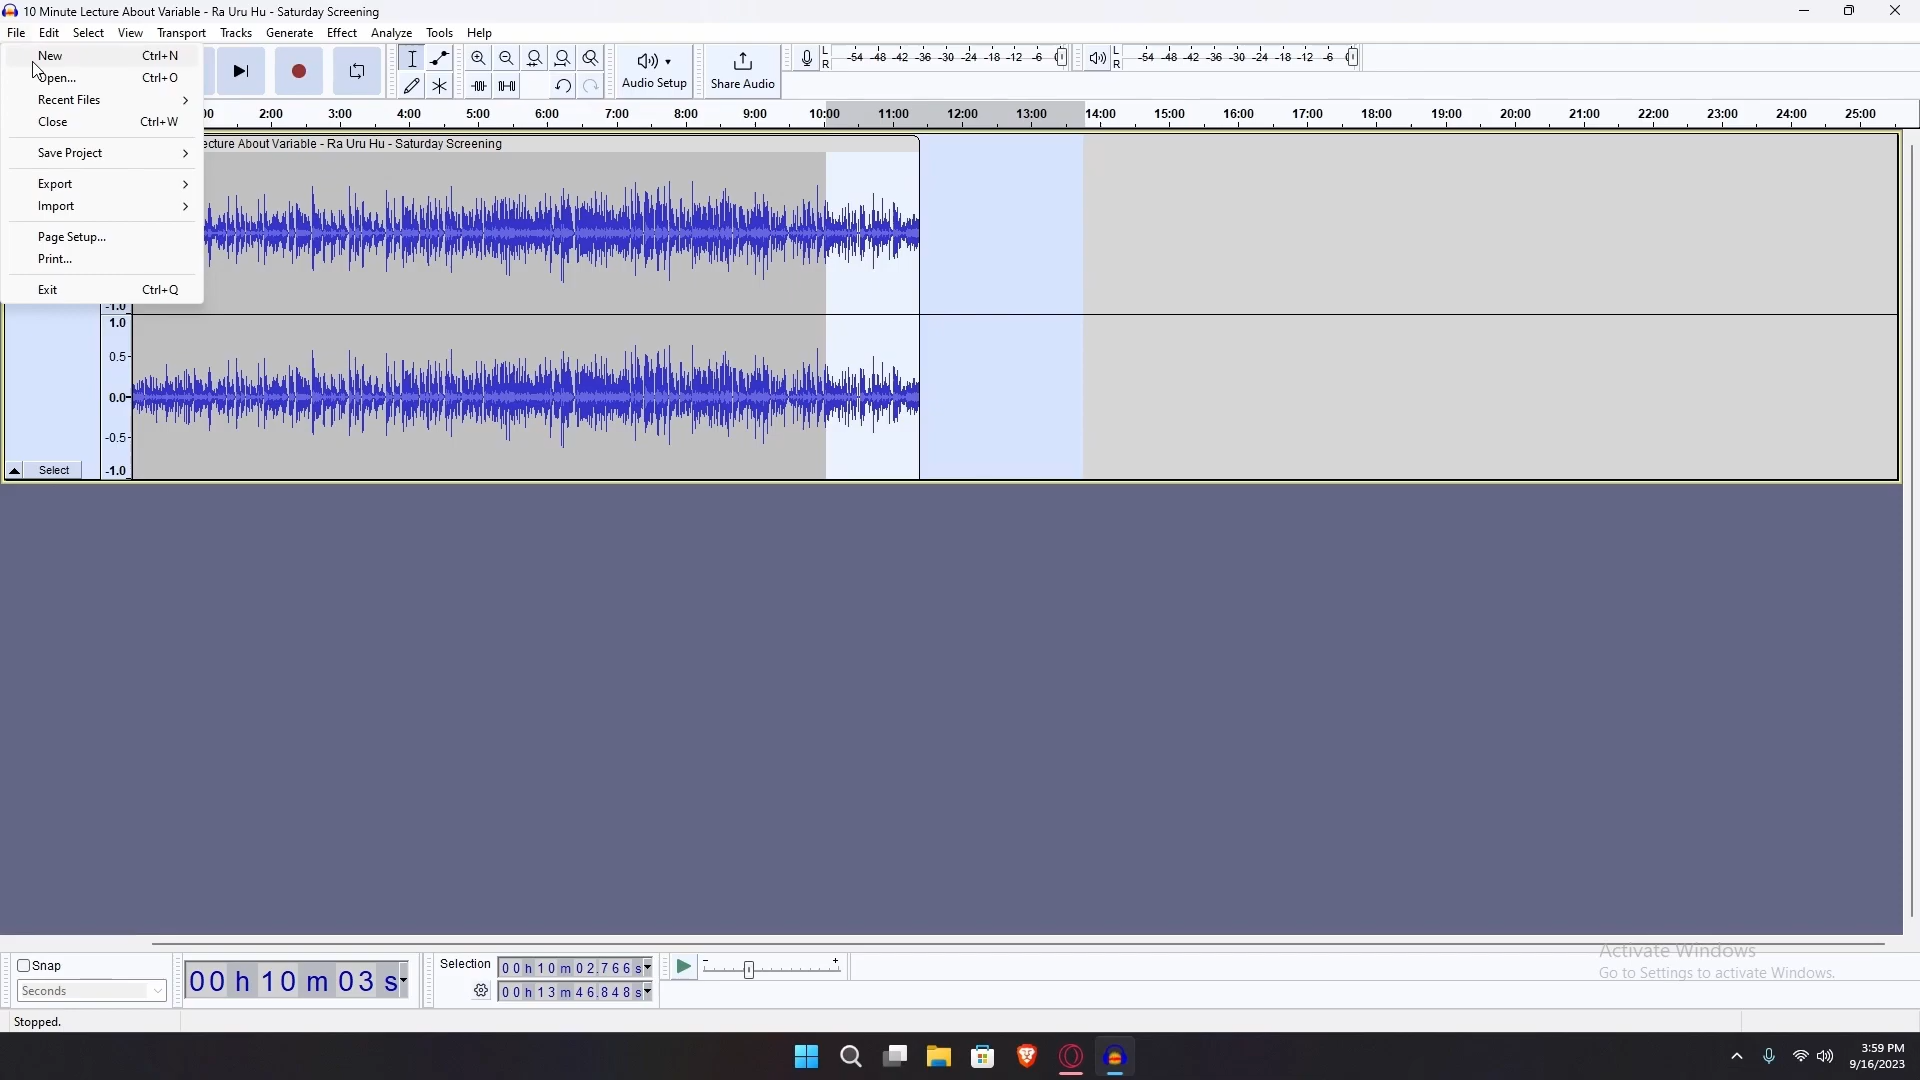 10 Minute Lecture About Variable - Ra Uru Hu - Saturday Screening
File Edit Select View Transport Tracks Generate Effect Analyze Tools Help
New Ctrl+N
Open... Ctrl+O
Recent Files
Close Ctrl+W
Save Project
Export
Import
Page Setup...
Print...
Exit Ctrl+Q
Audio Setup
Share Audio
L
R
-54 -48 -42 -36 -30 -24 -18 -12 -6
L
R
-54 -48 -42 -36 -30 -24 -18 -12 -6
2:00 3:00 4:00 5:00 6:00 7:00 8:00 9:00 10:00 11:00 12:00 13:00 14:00 15:00 16:00 17:00 18:00 19:00 20:00 21:00 22:00 23:00 24:00 25:00
ecture About Variable - Ra Uru Hu - Saturday Screening
-1.0
1.0
0.5
0.0
-0.5
-1.0
Select
Snap
Seconds
00 h 10 m 03 s
Selection
00 h 10 m 02.766 s
00 h 13 m 46.848 s
- +
Activate Windows
Go to Settings to activate Windows.
Stopped.
3:59 PM
9/16/2023